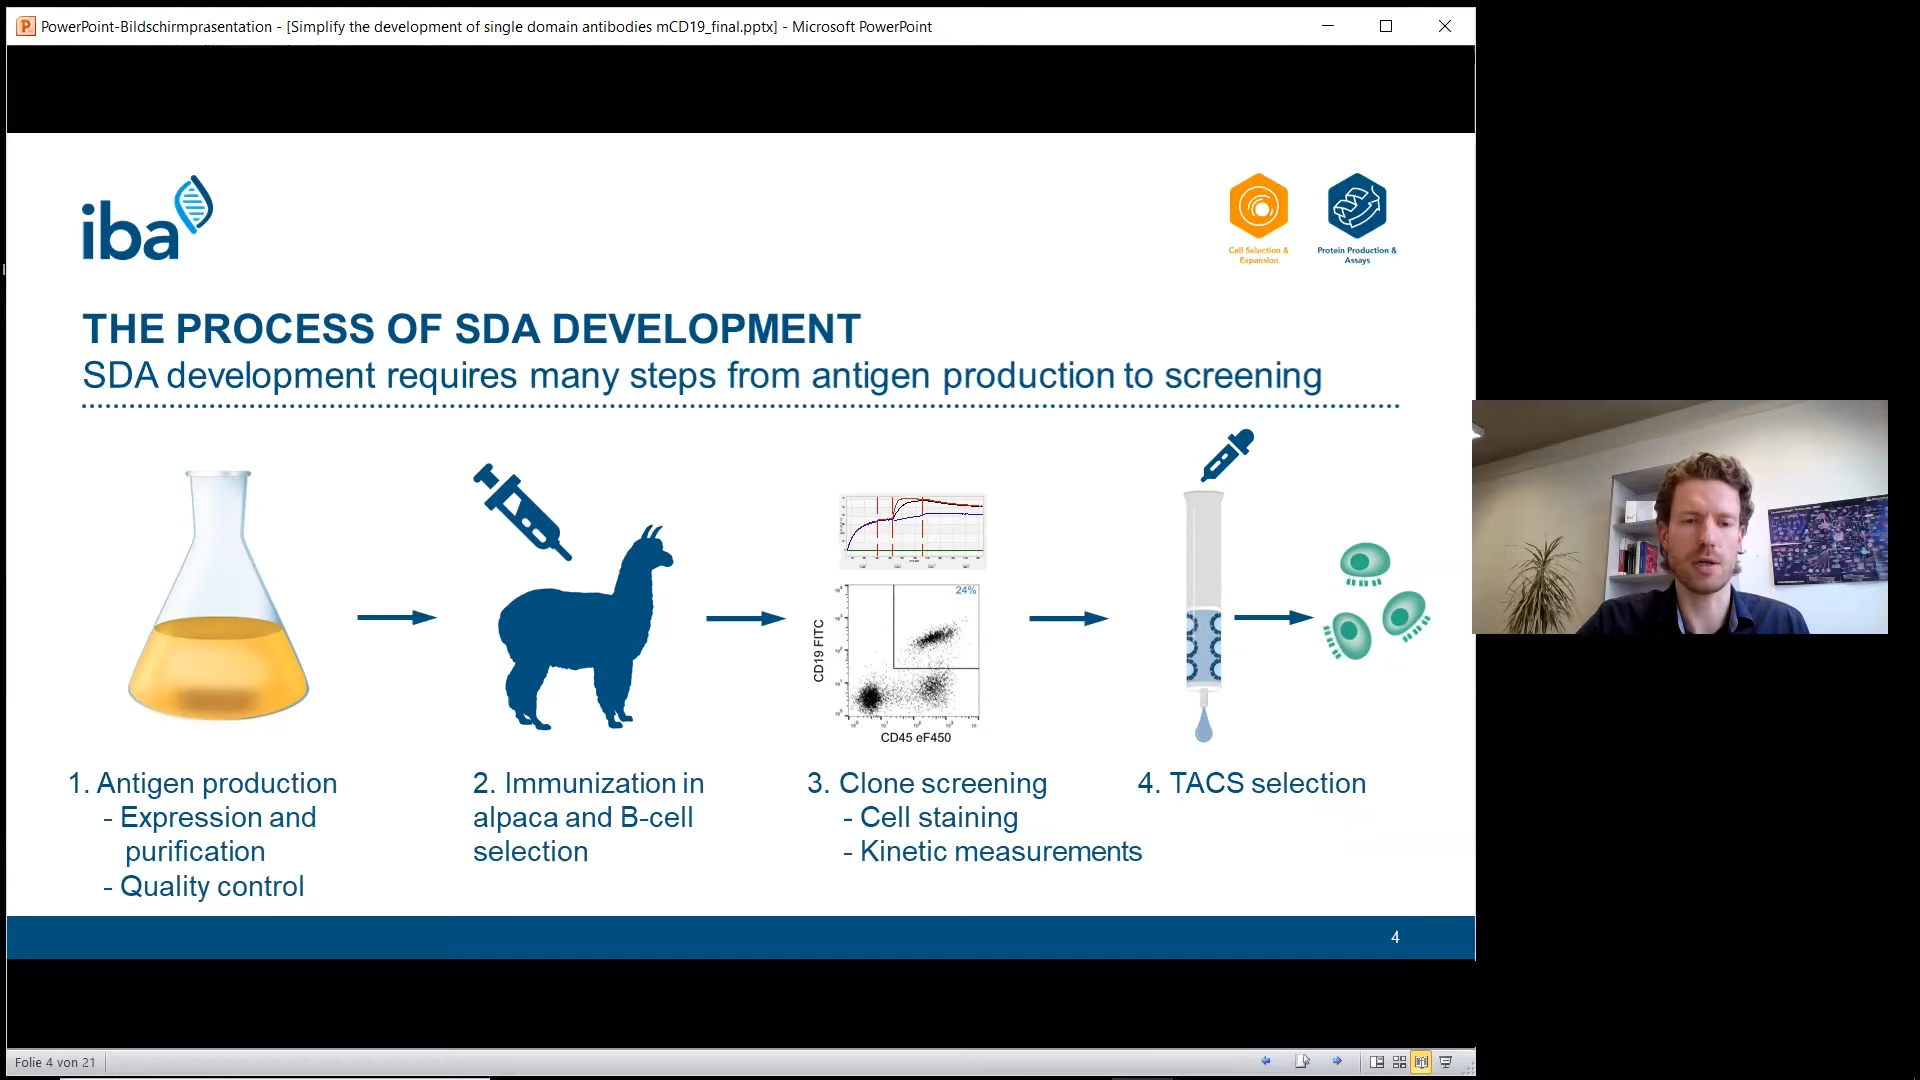 PowerPoint-Bildschirmpräsentation - [Simplify the development of single domain antibodies mCD19_final.pptx] - Microsoft PowerPoint
iba
Cell Selection &
Expansion
Protein Production &
Assays
THE PROCESS OF SDA DEVELOPMENT
SDA development requires many steps from antigen production to screening
24%
CD19 FITC
CD45 eF450
1. Antigen production
- Expression and
purification
- Quality control
2. Immunization in
alpaca and B-cell
selection
3. Clone screening
- Cell staining
- Kinetic measurements
4. TACS selection
4
Folie 4 von 21